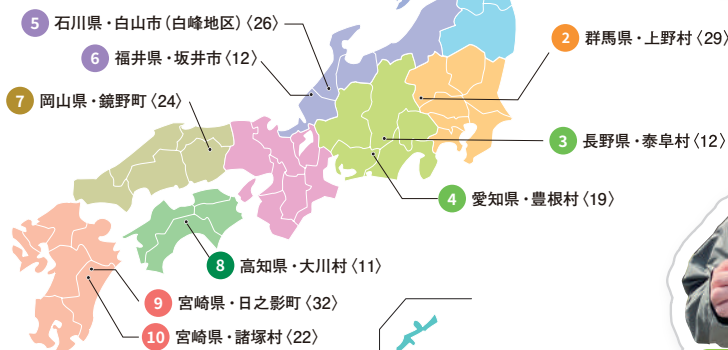 5 石川県・白山市（白峰地区）〈26〉
6 福井県・坂井市〈12〉
2 群馬県・上野村〈29〉
7 岡山県・鏡野町〈24〉
3 長野県・泰阜村〈12〉
4 愛知県・豊根村〈19〉
8 高知県・大川村〈11〉
9 宮崎県・日之影町〈32〉
10 宮崎県・諸塚村〈22〉